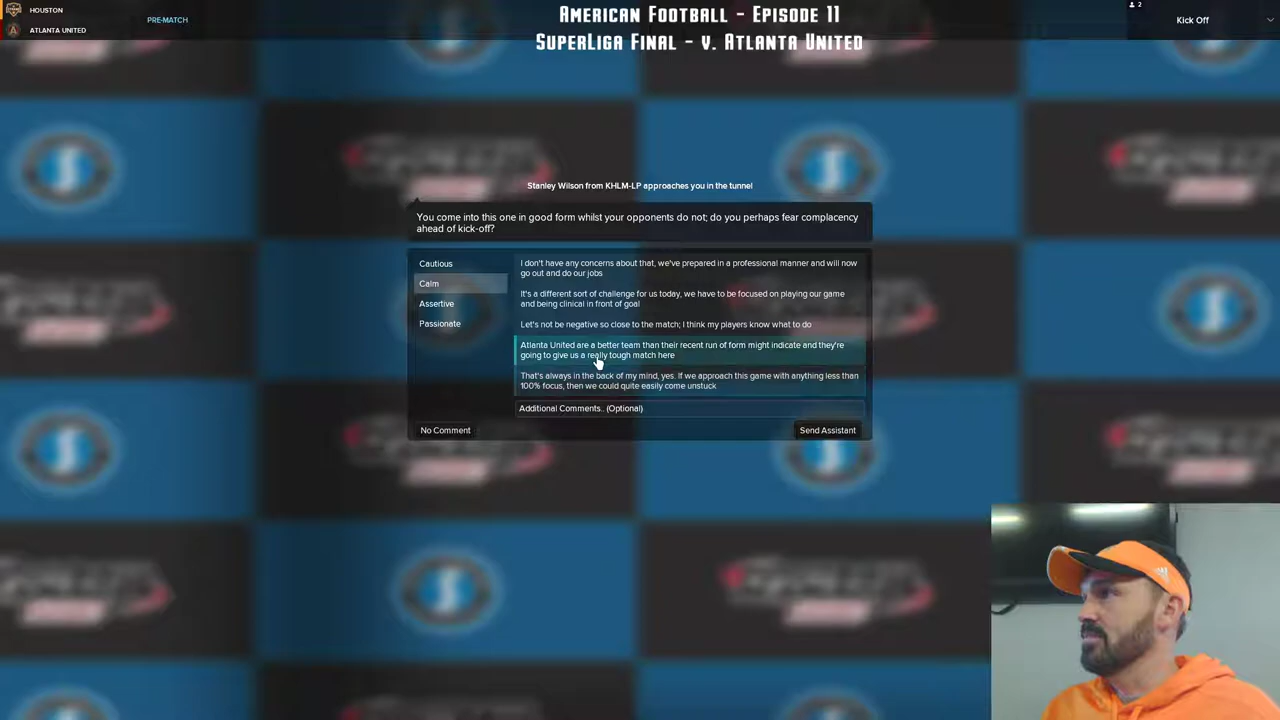 HOUSTON
ATLANTA UNITED
PRE-MATCH
American Football - Episode 11
SuperLiga Final - v. Atlanta United
2
Kick Off
Stanley Wilson from KHLM-LP approaches you in the tunnel
You come into this one in good form whilst your opponents do not; do you perhaps fear complacency
ahead of kick-off?
Cautious
Calm
Assertive
Passionate
I don't have any concerns about that, we've prepared in a professional manner and will now
go out and do our jobs
It's a different sort of challenge for us today, we have to be focused on playing our game
and being clinical in front of goal
Let's not be negative so close to the match; I think my players know what to do
Atlanta United are a better team than their recent run of form might indicate and they're
going to give us a really tough match here
That's always in the back of my mind, yes. If we approach this game with anything less than
100% focus, then we could quite easily come unstuck
Additional Comments.. (Optional)
No Comment
Send Assistant